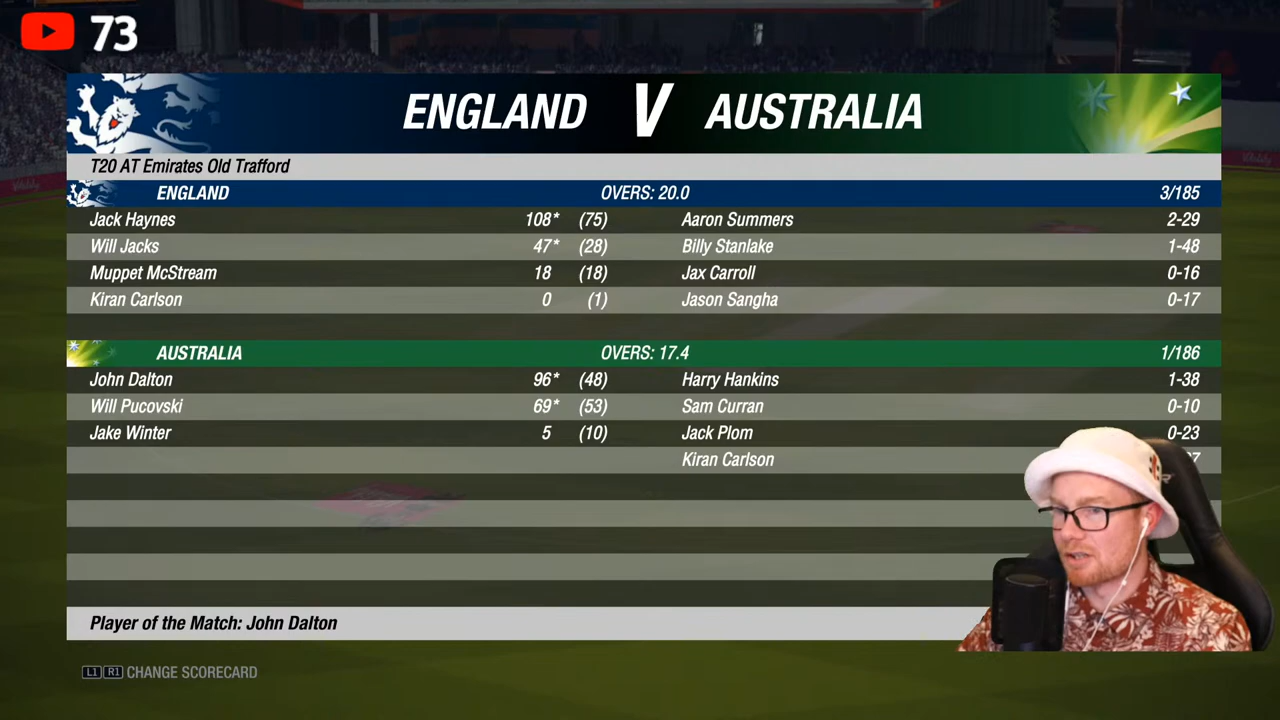 73
ENGLAND V AUSTRALIA
T20 AT Emirates Old Trafford
ENGLAND OVERS: 20.0 3/185
Jack Haynes 108* (75) Aaron Summers 2-29
Will Jacks 47* (28) Billy Stanlake 1-48
Muppet McStream 18 (18) Jax Carroll 0-16
Kiran Carlson 0 (1) Jason Sangha 0-17
AUSTRALIA OVERS: 17.4 1/186
John Dalton 96* (48) Harry Hankins 1-38
Will Pucovski 69* (53) Sam Curran 0-10
Jake Winter 5 (10) Jack Plom 0-23
Kiran Carlson
Player of the Match: John Dalton
L1 R1 CHANGE SCORECARD